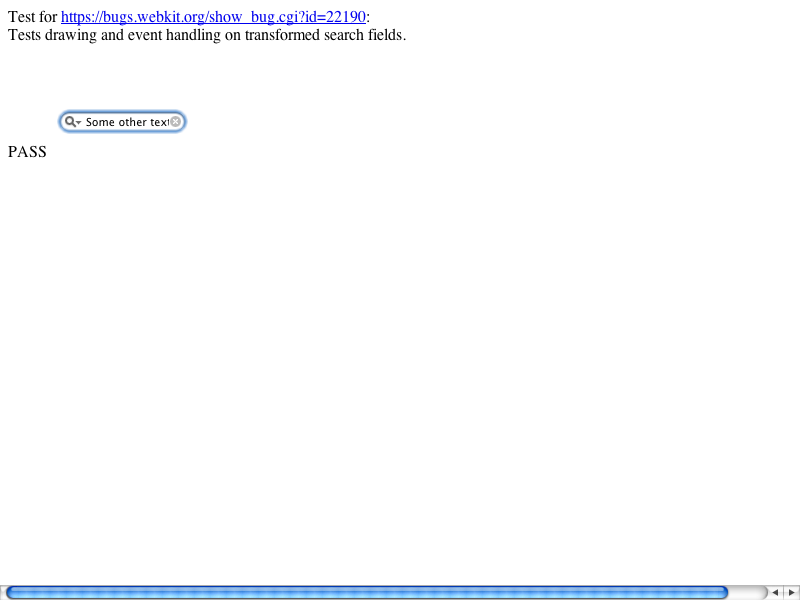 Test for https://bugs.webkit.org/show_bug.cgi?id=22190:
Tests drawing and event handling on transformed search fields.
Some other text
PASS